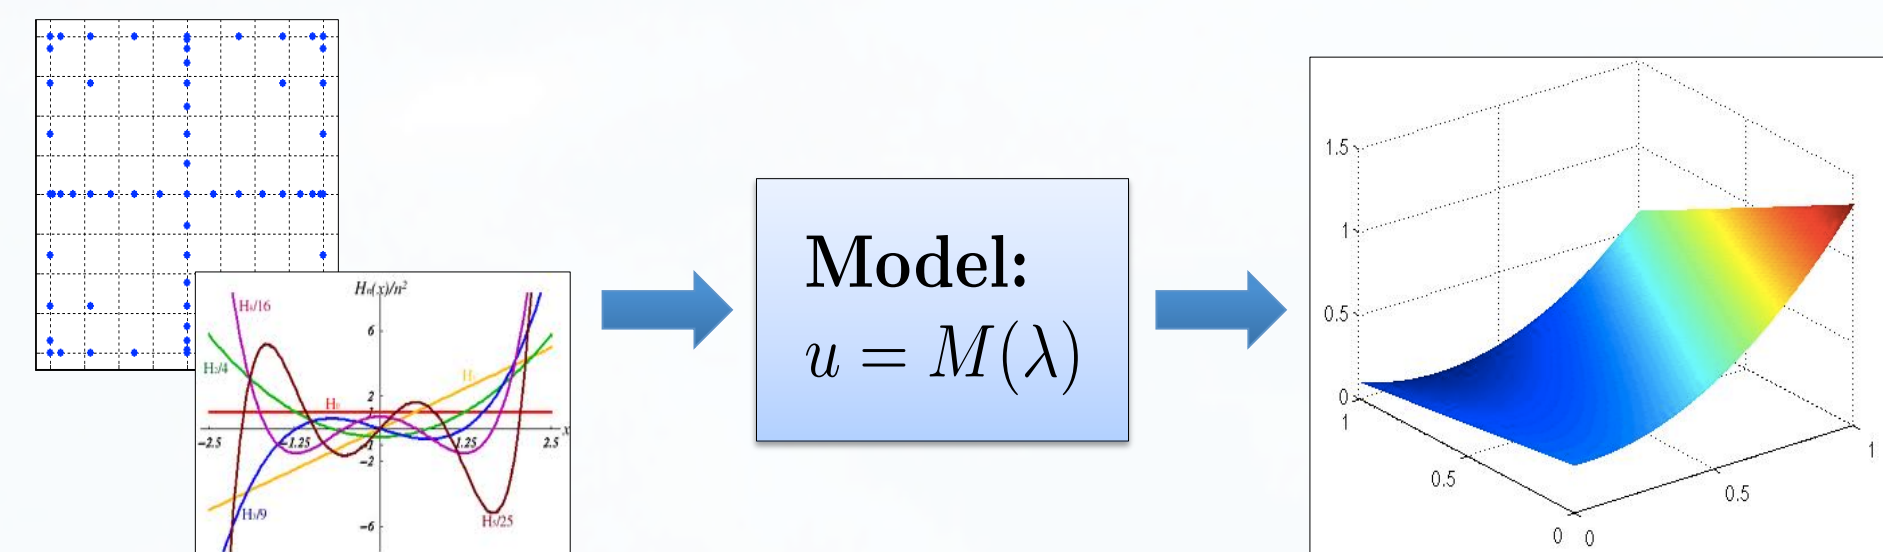 Hₙ(x)/n²
H₄/16
6
H₂/4
H₁
2
H₀
1
x
-2.5
-1.25
1.25
2.5
-1
-2
H₃/9
H₅/25
-6
Model:
u = M(λ)
1.5
1
0.5
0
1
0.5
0
0
0.5
1